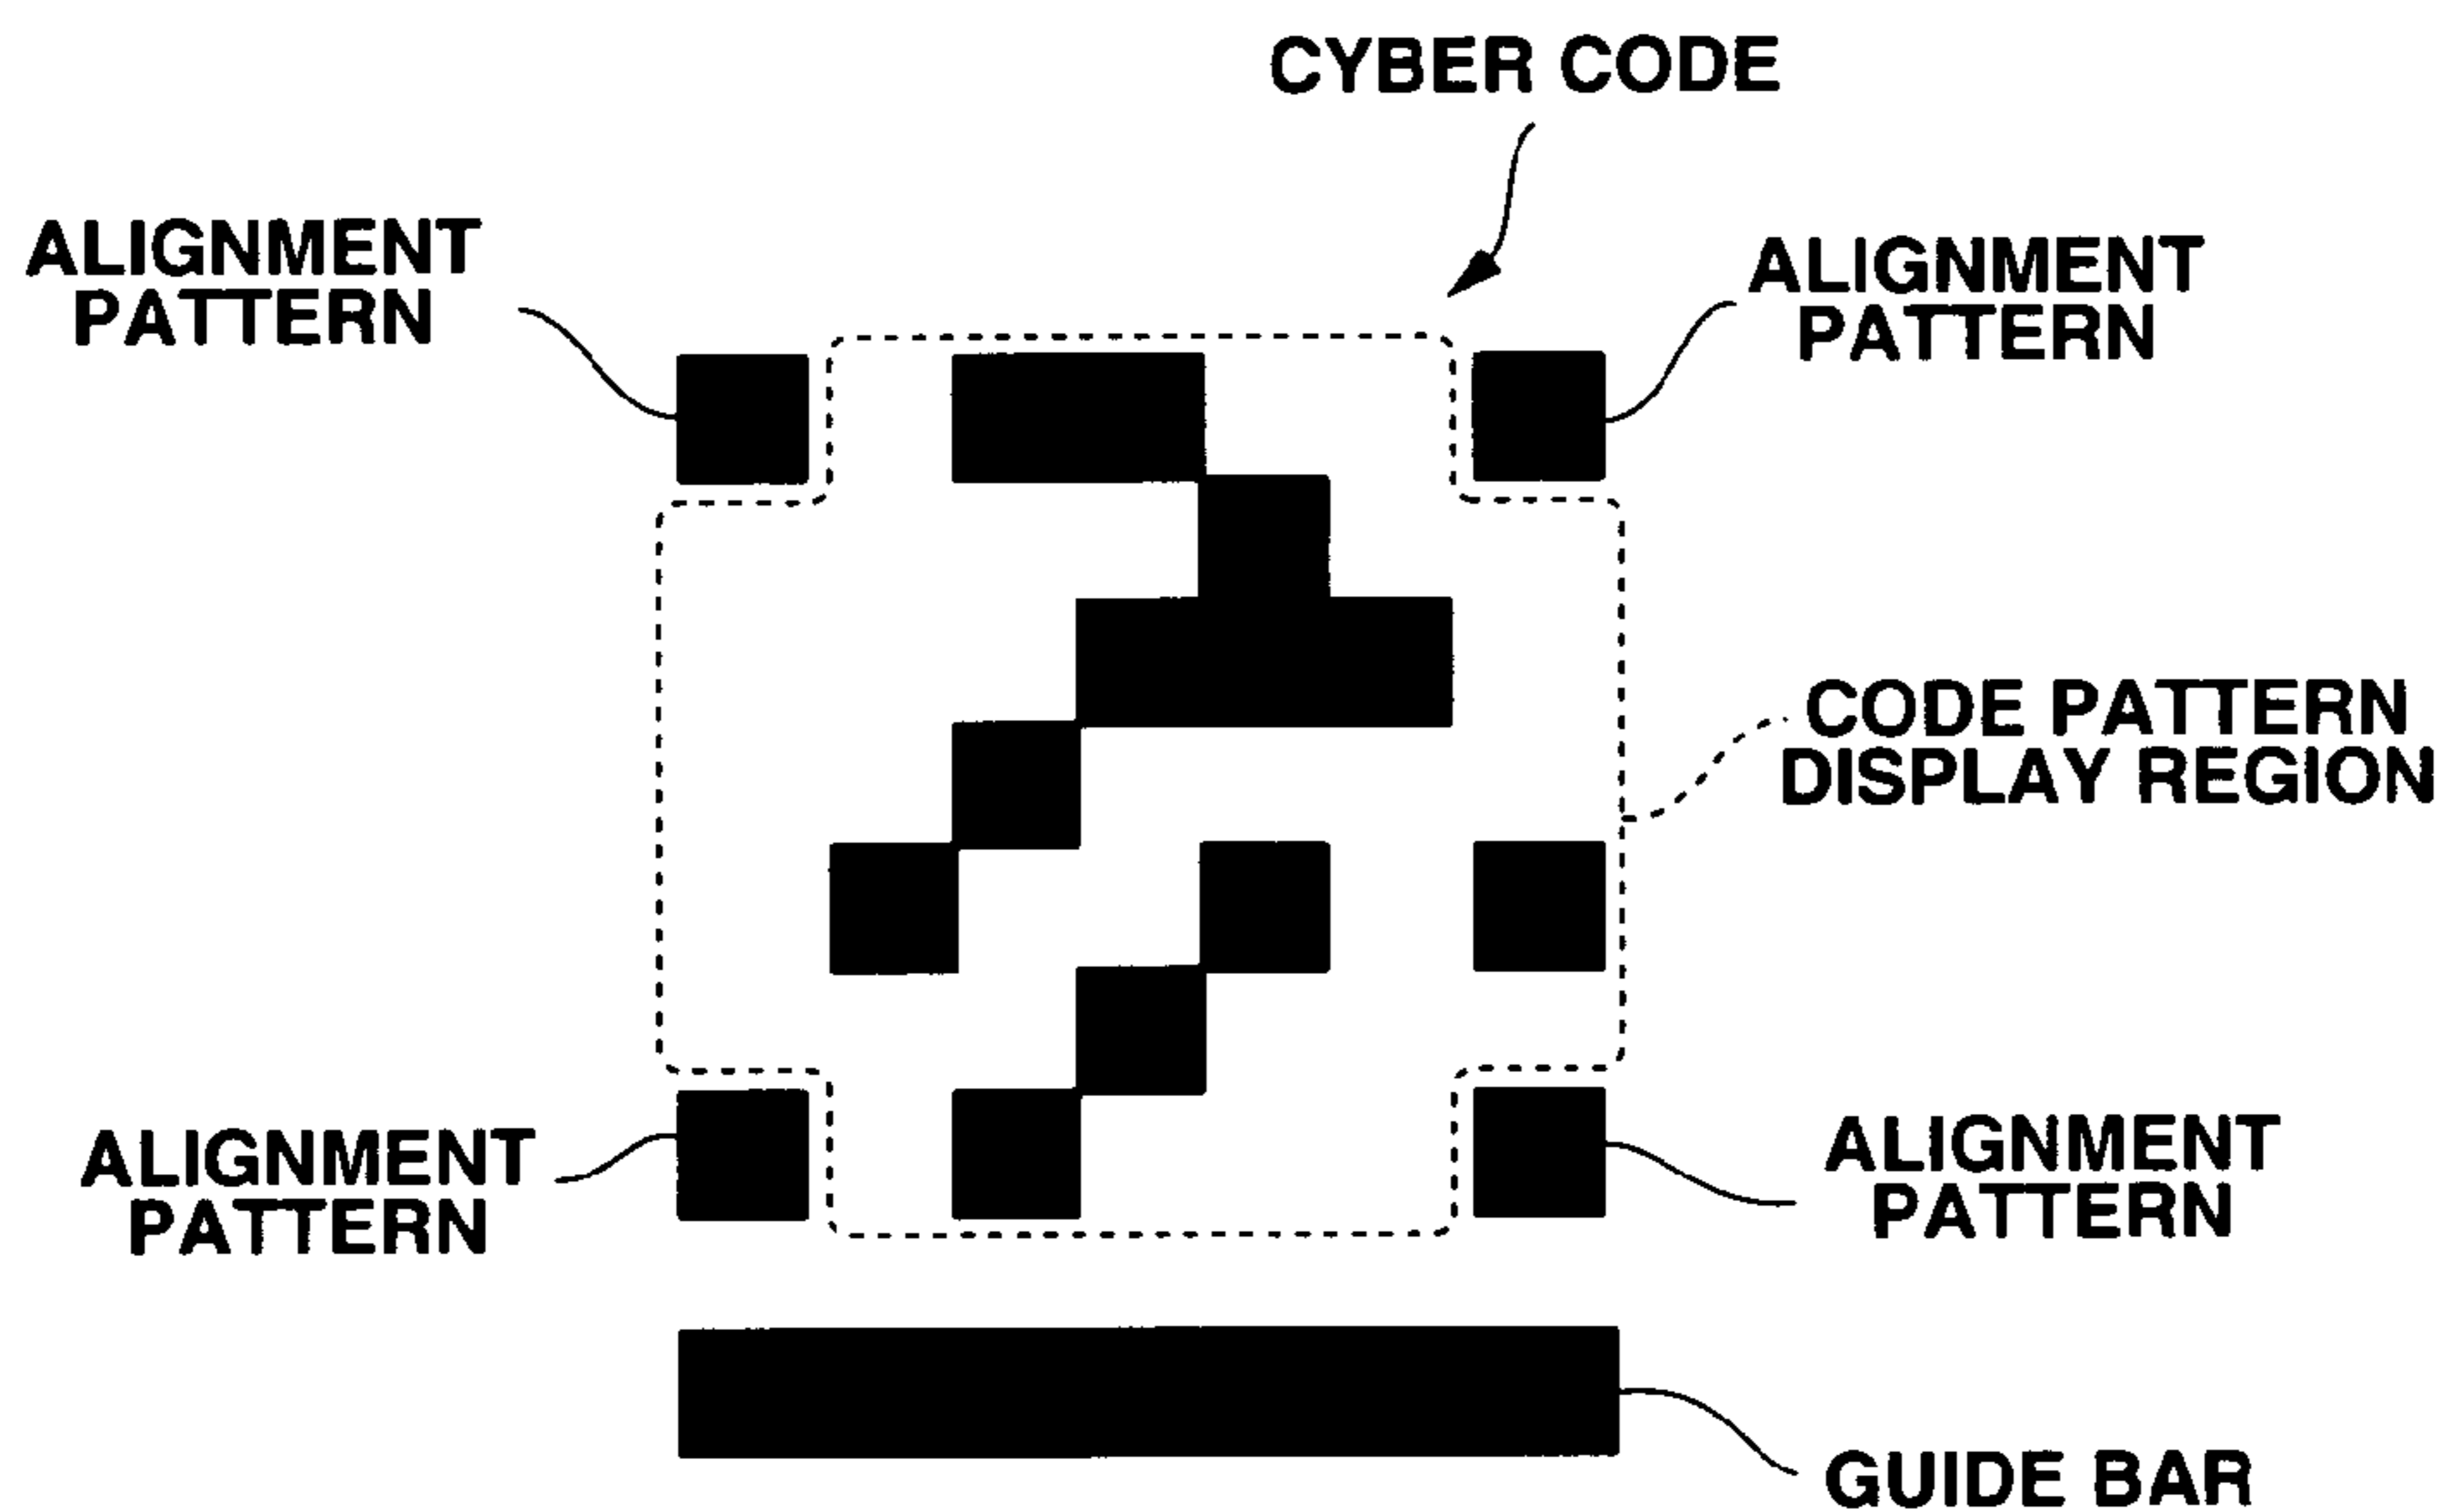 CYBER CODE
ALIGNMENT
PATTERN
ALIGNMENT
PATTERN
CODE PATTERN
DISPLAY REGION
ALIGNMENT
PATTERN
ALIGNMENT
PATTERN
GUIDE BAR